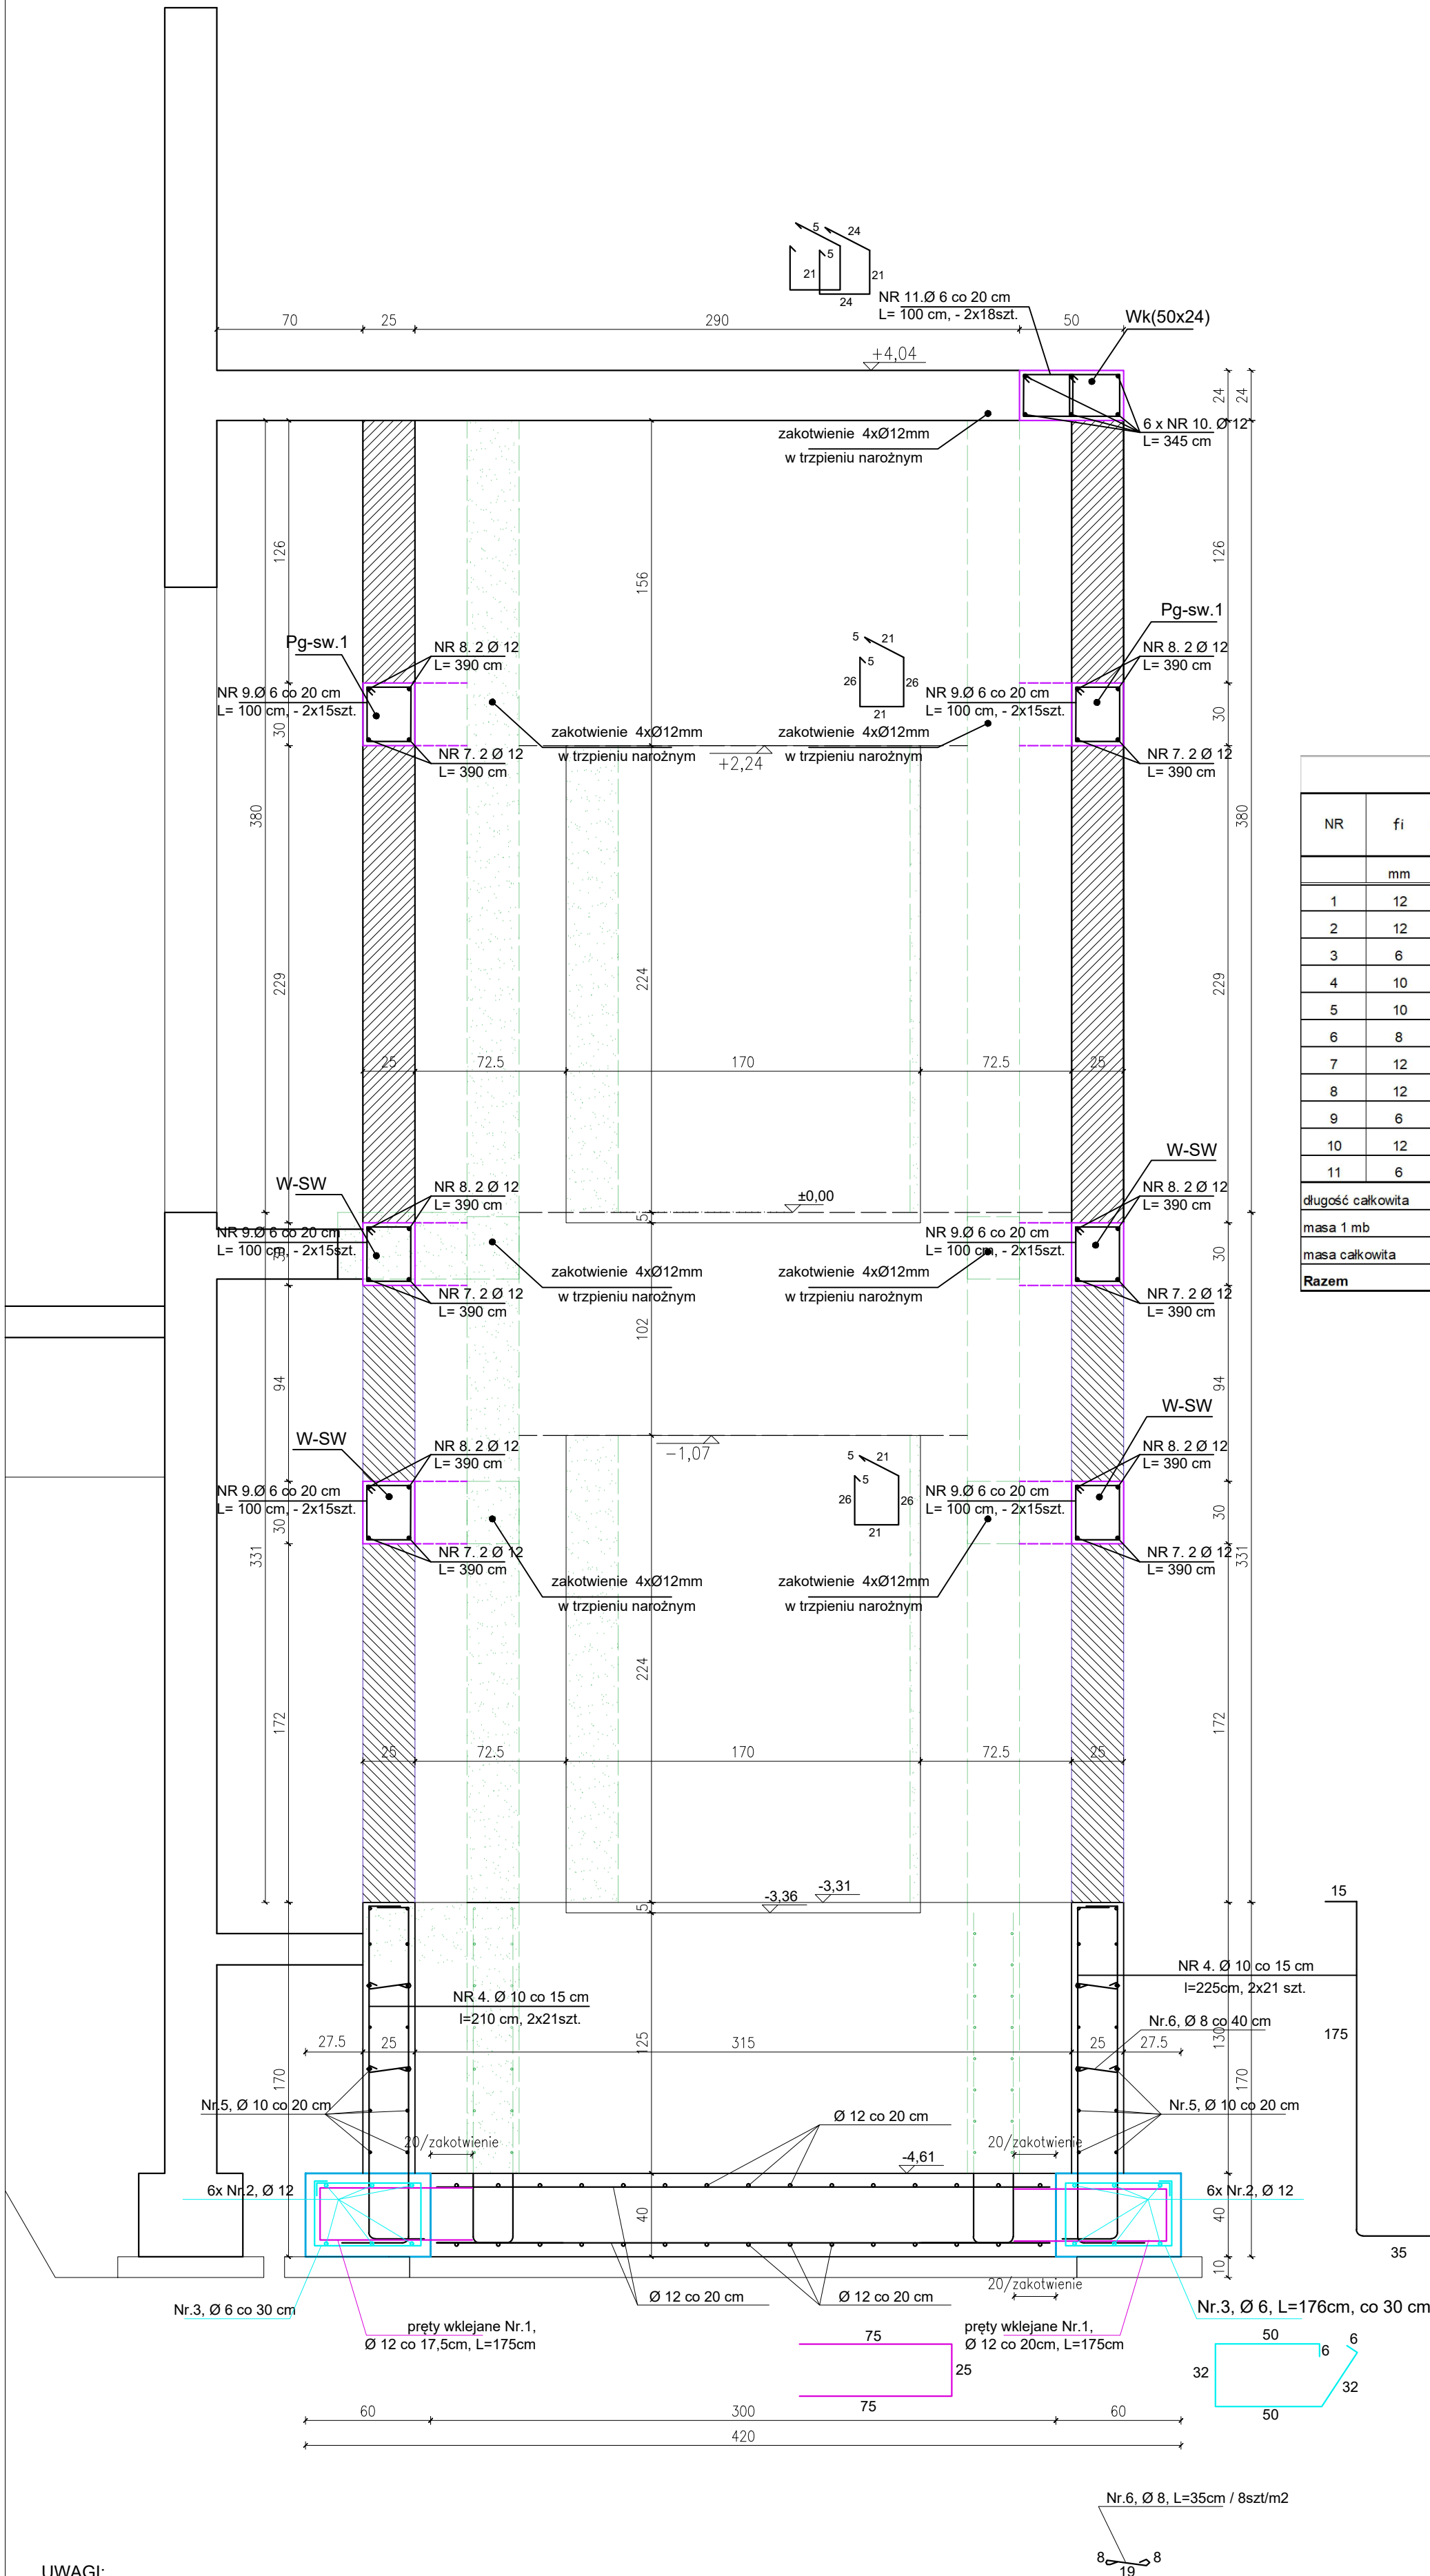 5
24
5
21
21
24
NR 11.Ø 6 co 20 cm
L= 100 cm, - 2x18szt.
Wk(50x24)
70
25
290
50
+4,04
24
24
zakotwienie 4xØ12mm
w trzpieniu narożnym
6 x NR 10. Ø 12
L= 345 cm
126
156
126
Pg-sw.1
NR 8. 2 Ø 12
L= 390 cm
NR 9.Ø 6 co 20 cm
L= 100 cm, - 2x15szt.
30
NR 7. 2 Ø 12
L= 390 cm
zakotwienie 4xØ12mm
w trzpieniu narożnym
5
21
5
26
26
21
Pg-sw.1
NR 8. 2 Ø 12
L= 390 cm
NR 9.Ø 6 co 20 cm
L= 100 cm, - 2x15szt.
30
zakotwienie 4xØ12mm
w trzpieniu narożnym
NR 7. 2 Ø 12
L= 390 cm
+2,24
380
380
NR
fi
mm
1 12
2 12
3 6
4 10
5 10
6 8
7 12
8 12
9 6
10 12
11 6
długość całkowita
masa 1 mb
masa całkowita
Razem
229
224
229
25
72.5
170
72.5
25
W-SW
NR 8. 2 Ø 12
L= 390 cm
±0,00
W-SW
NR 8. 2 Ø 12
L= 390 cm
5
NR 9.Ø 6 co 20 cm
L= 100 cm, - 2x15szt.
NR 9.Ø 6 co 20 cm
L= 100 cm, - 2x15szt.
30
zakotwienie 4xØ12mm
w trzpieniu narożnym
zakotwienie 4xØ12mm
w trzpieniu narożnym
NR 7. 2 Ø 12
L= 390 cm
NR 7. 2 Ø 12
L= 390 cm
102
94
94
W-SW
NR 8. 2 Ø 12
L= 390 cm
-1,07
W-SW
NR 8. 2 Ø 12
L= 390 cm
5
21
5
26
26
21
NR 9.Ø 6 co 20 cm
L= 100 cm, - 2x15szt.
NR 9.Ø 6 co 20 cm
L= 100 cm, - 2x15szt.
30
30
NR 7. 2 Ø 12
L= 390 cm
NR 7. 2 Ø 12
L= 390 cm
331
331
zakotwienie 4xØ12mm
w trzpieniu narożnym
zakotwienie 4xØ12mm
w trzpieniu narożnym
172
224
172
25
72.5
170
72.5
25
-3,36
-3,31
5
15
NR 4. Ø 10 co 15 cm
l=210 cm, 2x21szt.
NR 4. Ø 10 co 15 cm
l=225cm, 2x21 szt.
175
35
27.5
25
125
315
25
27.5
130
Nr.6, Ø 8 co 40 cm
170
170
Nr.5, Ø 10 co 20 cm
Nr.5, Ø 10 co 20 cm
Ø 12 co 20 cm
20/zakotwienie
20/zakotwienie
-4,61
6x Nr.2, Ø 12
6x Nr.2, Ø 12
40
40
10
20/zakotwienie
Ø 12 co 20 cm
Ø 12 co 20 cm
Nr.3, Ø 6 co 30 cm
Nr.3, Ø 6, L=176cm, co 30 cm
pręty wklejane Nr.1,
Ø 12 co 17,5cm, L=175cm
pręty wklejane Nr.1,
Ø 12 co 20cm, L=175cm
75
25
75
50
6
6
32
32
50
60
300
60
420
Nr.6, Ø 8, L=35cm / 8szt/m2
8
8
19
UWAGI: